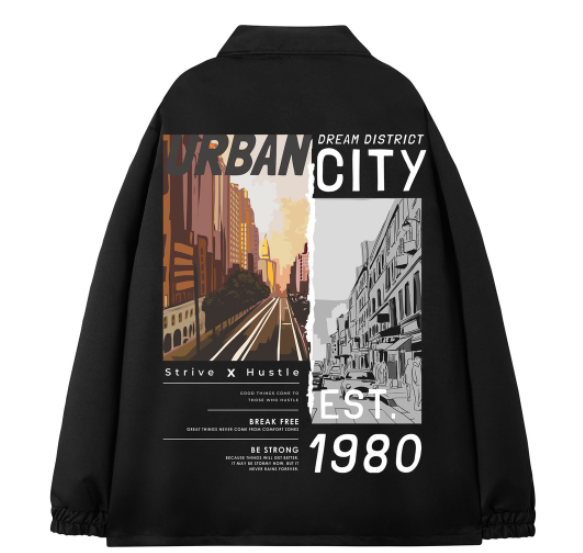 URBAN
DREAM DISTRICT
CITY
Strive X Hustle
GOOD THINGS COME TO
THOSE WHO HUSTLE
BREAK FREE
GREAT THINGS NEVER COME FROM COMFORT ZONES
BE STRONG
BECAUSE THINGS WILL GET BETTER.
IT MAY BE STORMY NOW, BUT IT
NEVER RAINS FOREVER.
EST.
1980